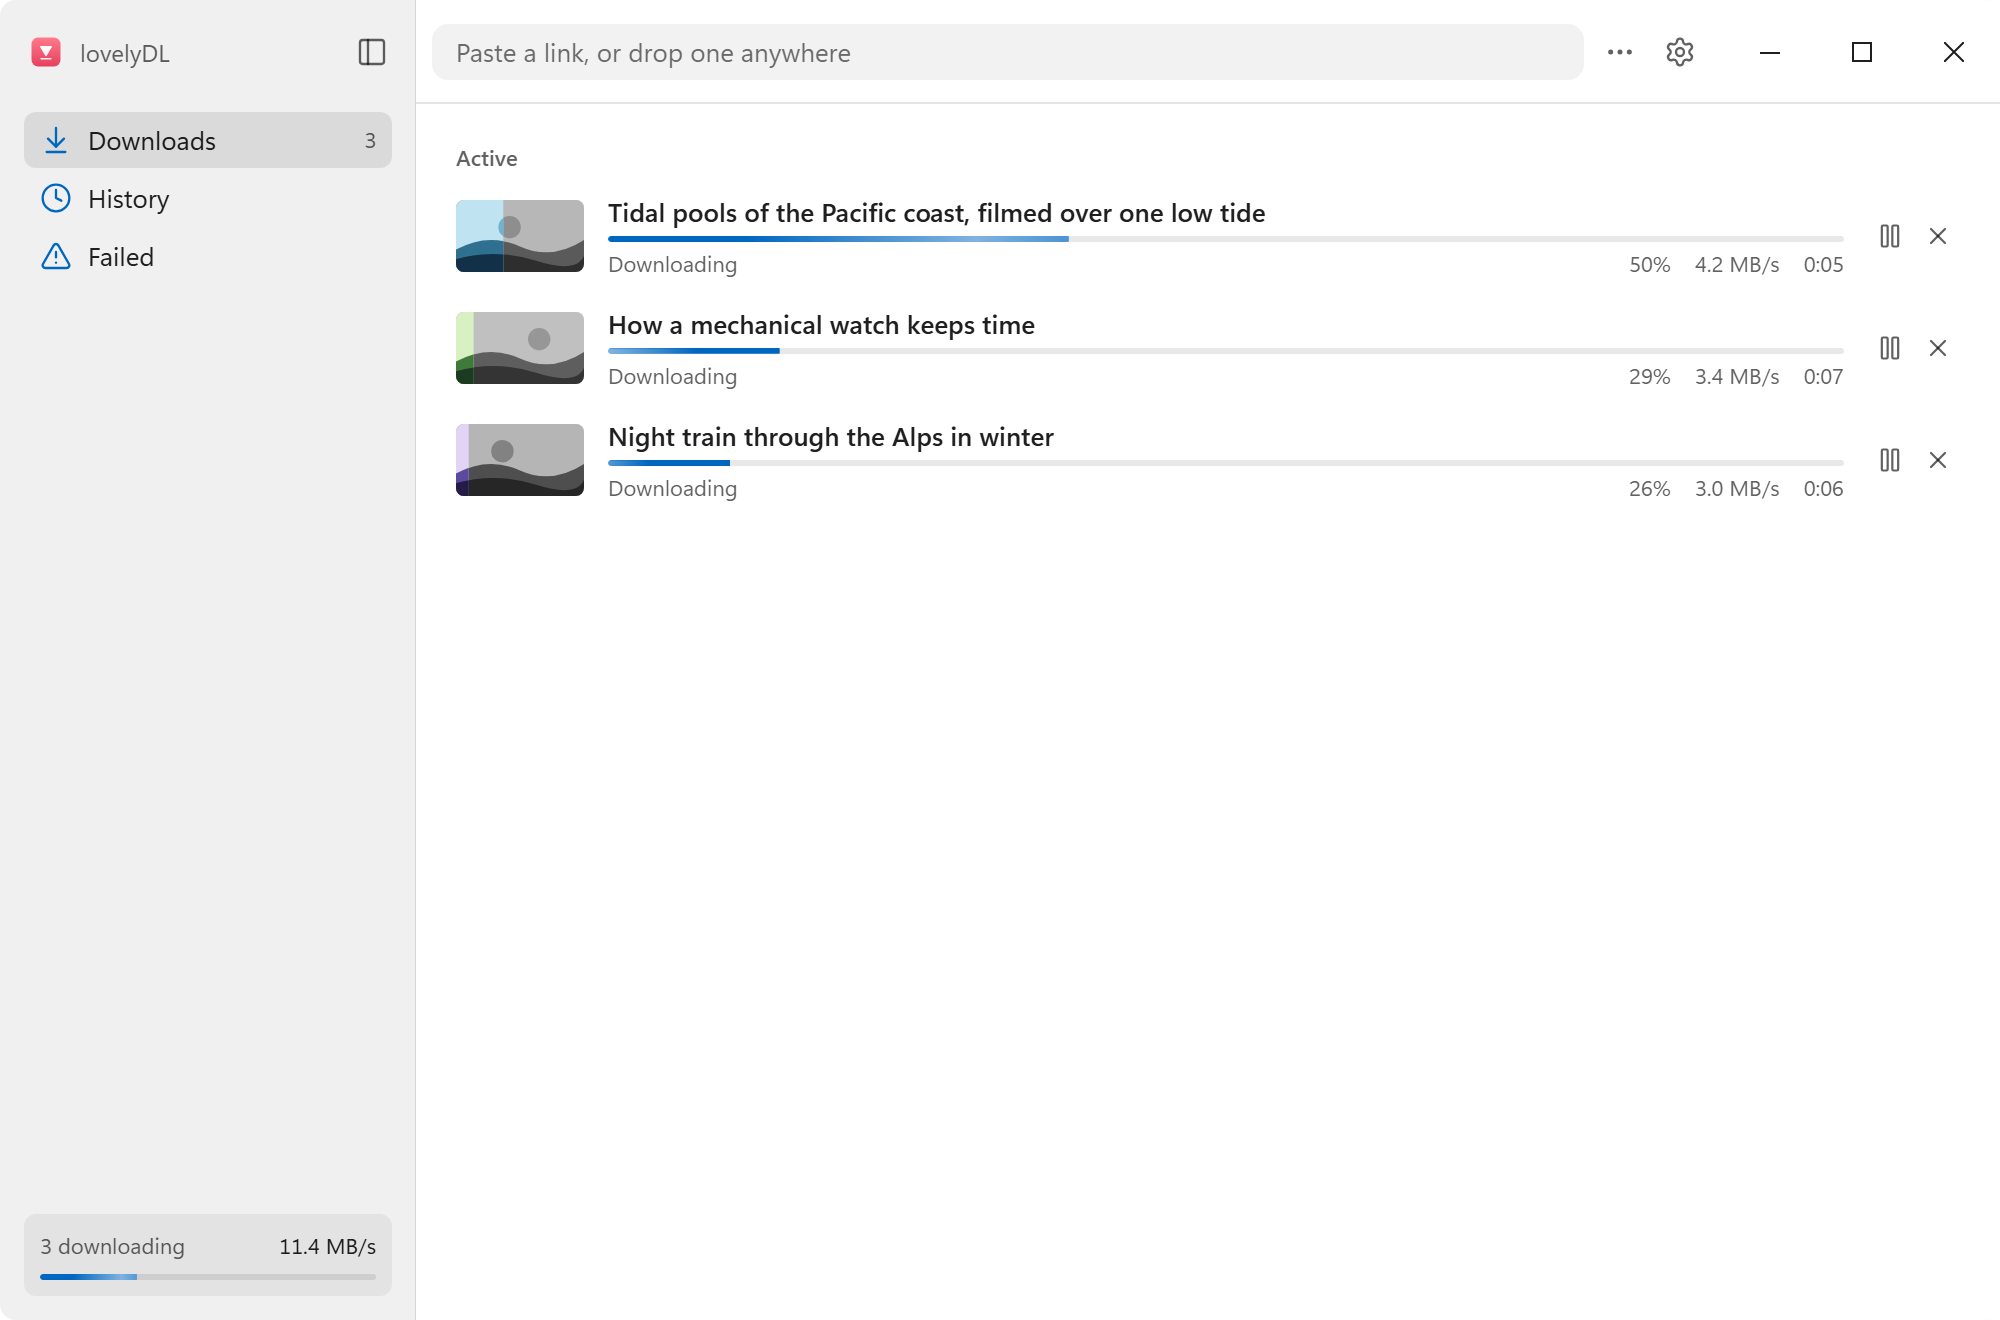 lovelyDL
Paste a link, or drop one anywhere
Downloads 3
History
Failed
Active
Tidal pools of the Pacific coast, filmed over one low tide
Downloading 50% 4.2 MB/s 0:05
How a mechanical watch keeps time
Downloading 29% 3.4 MB/s 0:07
Night train through the Alps in winter
Downloading 26% 3.0 MB/s 0:06
3 downloading 11.4 MB/s